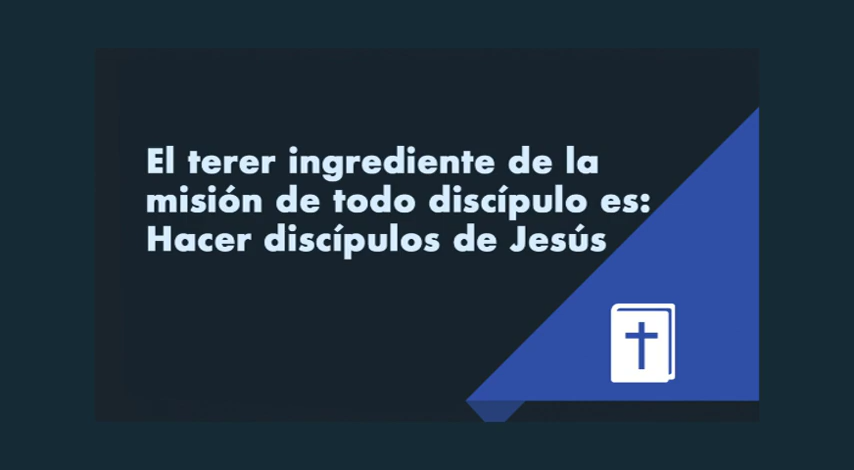 El terer ingrediente de la
misión de todo discípulo es:
Hacer discípulos de Jesús